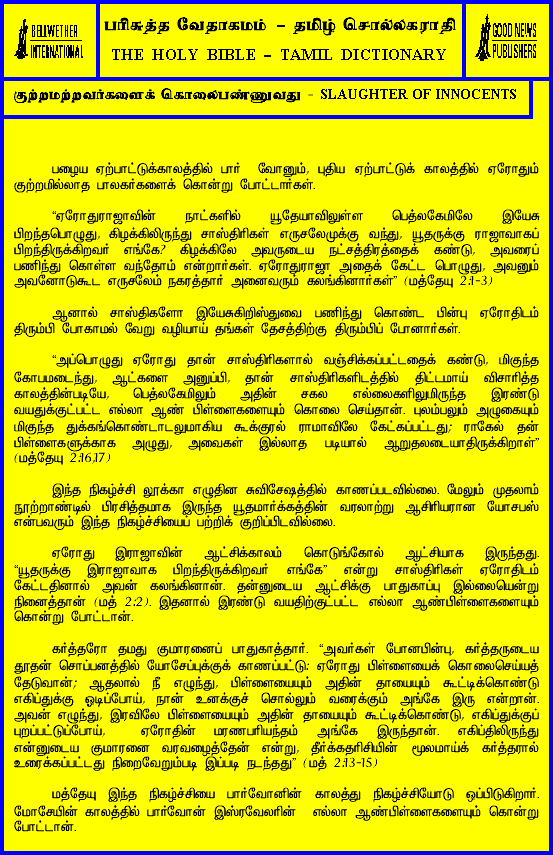 BELLWETHER
INTERNATIONAL
பரிசுத்த வேதாகமம் – தமிழ் சொல்லகராதி
THE HOLY BIBLE – TAMIL DICTIONARY
GOOD NEWS
PUBLISHERS
குற்றமற்றவர்களைக் கொலைபண்ணுவது - SLAUGHTER OF INNOCENTS
பழைய ஏற்பாட்டுக்காலத்தில் பார் வோனும், புதிய ஏற்பாட்டுக் காலத்தில் ஏரோதும்
குற்றமில்லாத பாலகர்களைக் கொன்று போட்டார்கள்.
“ஏரோதுராஜாவின் நாட்களில் யூதேயாவிலுள்ள பெத்லகேமிலே இயேசு
பிறந்தபொழுது, கிழக்கிலிருந்து சாஸ்திரிகள் எருசலேமுக்கு வந்து, யூதருக்கு ராஜாவாகப்
பிறந்திருக்கிறவர் எங்கே? கிழக்கிலே அவருடைய நட்சத்திரத்தைக் கண்டு, அவரைப்
பணிந்து கொள்ள வந்தோம் என்றார்கள். ஏரோதுராஜா அதைக் கேட்ட பொழுது, அவனும்
அவனோடுகூட எருசலேம் நகரத்தார் அனைவரும் கலங்கினார்கள்” (மத்தேயு 2:1-3)
ஆனால் சாஸ்திகளோ இயேசுகிறிஸ்துவை பணிந்து கொண்ட பின்பு ஏரோதிடம்
திரும்பி போகாமல் வேறு வழியாய் தங்கள் தேசத்திற்கு திரும்பிப் போனார்கள்.
“அப்பொழுது ஏரோது தான் சாஸ்திரிகளால் வஞ்சிக்கப்பட்டதைக் கண்டு, மிகுந்த
கோபமடைந்து, ஆட்களை அனுப்பி, தான் சாஸ்திரிகளிடத்தில் திட்டமாய் விசாரித்த
காலத்தின்படியே, பெத்லகேமிலும் அதின் சகல எல்லைகளிலுமிருந்த இரண்டு
வயதுக்குட்பட்ட எல்லா ஆண் பிள்ளைகளையும் கொலை செய்தான். புலம்பலும் அழுகையும்
மிகுந்த துக்கங்கொண்டாடலுமாகிய கூக்குரல் ராமாவிலே கேட்கப்பட்டது; ராகேல் தன்
பிள்ளைகளுக்காக அழுது, அவைகள் இல்லாத படியால் ஆறுதலடையாதிருக்கிறாள்”
(மத்தேயு 2:16,17)
இந்த நிகழ்ச்சி லூக்கா எழுதின சுவிசேஷத்தில் காணப்படவில்லை. மேலும் முதலாம்
நூற்றாண்டில் பிரசித்தமாக இருந்த யூதமார்க்கத்தின் வரலாற்று ஆசிரியரான யோசபஸ்
என்பவரும் இந்த நிகழ்ச்சியைப் பற்றிக் குறிப்பிடவில்லை.
ஏரோது இராஜாவின் ஆட்சிக்காலம் கொடுங்கோல் ஆட்சியாக இருந்தது.
“யூதருக்கு இராஜாவாக பிறந்திருக்கிறவர் எங்கே” என்று சாஸ்திரிகள் ஏரோதிடம்
கேட்டதினால் அவன் கலங்கினான். தன்னுடைய ஆட்சிக்கு பாதுகாப்பு இல்லையென்று
நினைத்தான் (மத் 2:2). இதனால் இரண்டு வயதிற்குட்பட்ட எல்லா ஆண்பிள்ளைகளையும்
கொன்று போட்டான்.
கர்த்தரோ தமது குமாரனைப் பாதுகாத்தார். “அவர்கள் போனபின்பு, கர்த்தருடைய
தூதன் சொப்பனத்தில் யோசேப்புக்குக் காணப்பட்டு: ஏரோது பிள்ளையைக் கொலைசெய்யத்
தேடுவான்; ஆதலால் நீ எழுந்து, பிள்ளையையும் அதின் தாயையும் கூட்டிக்கொண்டு
எகிப்துக்கு ஓடிப்போய், நான் உனக்குச் சொல்லும் வரைக்கும் அங்கே இரு என்றான்.
அவன் எழுந்து, இரவிலே பிள்ளையையும் அதின் தாயையும் கூட்டிக்கொண்டு, எகிப்துக்குப்
புறப்பட்டுப்போய், ஏரோதின் மரணபரியந்தம் அங்கே இருந்தான். எகிப்திலிருந்து
என்னுடைய குமாரனை வரவழைத்தேன் என்று, தீர்க்கதரிசியின் மூலமாய்க் கர்த்தரால்
உரைக்கப்பட்டது நிறைவேறும்படி இப்படி நடந்தது” (மத் 2:13-15)
மத்தேயு இந்த நிகழ்ச்சியை பார்வோனின் காலத்து நிகழ்ச்சியோடு ஒப்பிடுகிறார்.
மோசேயின் காலத்தில் பார்வோன் இஸ்ரவேலரின் எல்லா ஆண்பிள்ளைகளையும் கொன்று
போட்டான்.